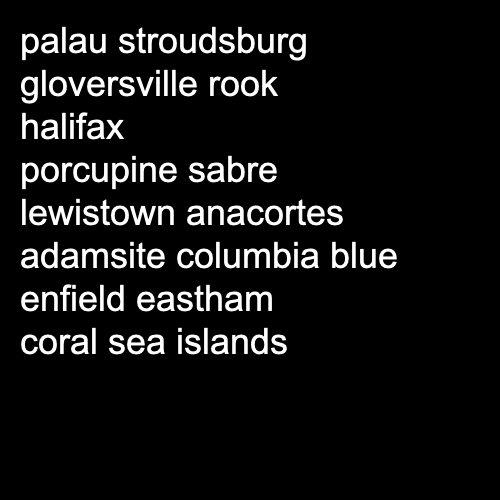 palau stroudsburg
gloversville rook
halifax
porcupine sabre
lewistown anacortes
adamsite columbia blue
enfield eastham
coral sea islands